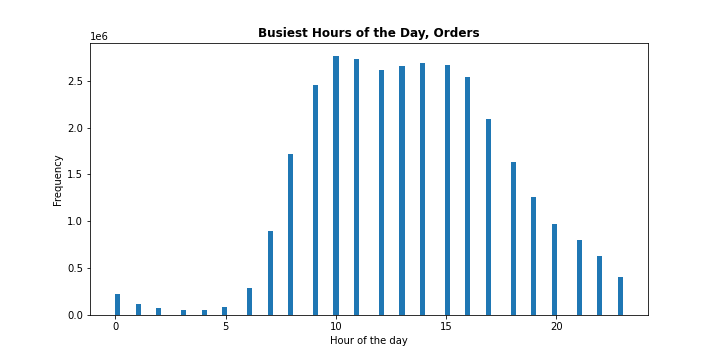 Busiest Hours of the Day, Orders
1e6
2.5
2.0
1.5
1.0
0.5
0.0
Frequency
0 5 10 15 20
Hour of the day